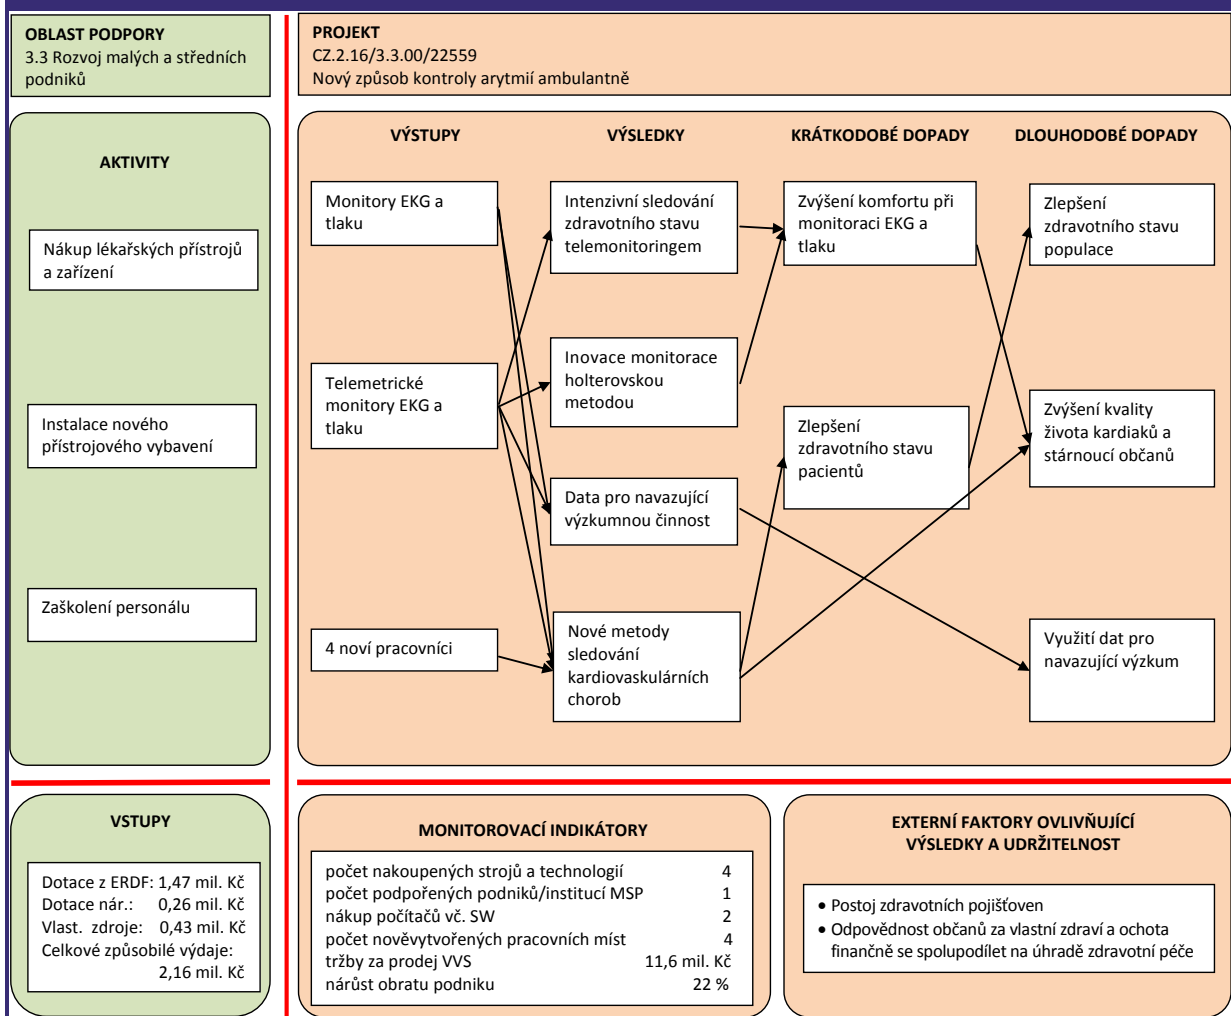 OBLAST PODPORY
3.3 Rozvoj malých a středních
podniků
PROJEKT
CZ.2.16/3.3.00/22559
Nový způsob kontroly arytmií ambulantně
AKTIVITY
Nákup lékařských přístrojů
a zařízení
Instalace nového
přístrojového vybavení
Zaškolení personálu
VÝSTUPY
Monitory EKG a
tlaku
Telemetrické
monitory EKG a
tlaku
4 noví pracovníci
VÝSLEDKY
Intenzivní sledování
zdravotního stavu
telemonitoringem
Inovace monitorace
holterovskou
metodou
Data pro navazující
výzkumnou činnost
Nové metody
sledování
kardiovaskulárních
chorob
KRÁTKODOBÉ DOPADY
Zvýšení komfortu při
monitoraci EKG a
tlaku
Zlepšení
zdravotního stavu
pacientů
DLOUHODOBÉ DOPADY
Zlepšení
zdravotního stavu
populace
Zvýšení kvality
života kardiaků a
stárnoucí občanů
Využití dat pro
navazující výzkum
VSTUPY
Dotace z ERDF: 1,47 mil. Kč
Dotace nár.: 0,26 mil. Kč
Vlast. zdroje: 0,43 mil. Kč
Celkové způsobilé výdaje:
2,16 mil. Kč
MONITOROVACÍ INDIKÁTORY
počet nakoupených strojů a technologií 4
počet podpořených podniků/institucí MSP 1
nákup počítačů vč. SW 2
počet nověvytvořených pracovních míst 4
tržby za prodej VVS 11,6 mil. Kč
nárůst obratu podniku 22 %
EXTERNÍ FAKTORY OVLIVŇUJÍCÍ
VÝSLEDKY A UDRŽITELNOST
• Postoj zdravotních pojišťoven
• Odpovědnost občanů za vlastní zdraví a ochota
finančně se spolupodílet na úhradě zdravotní péče